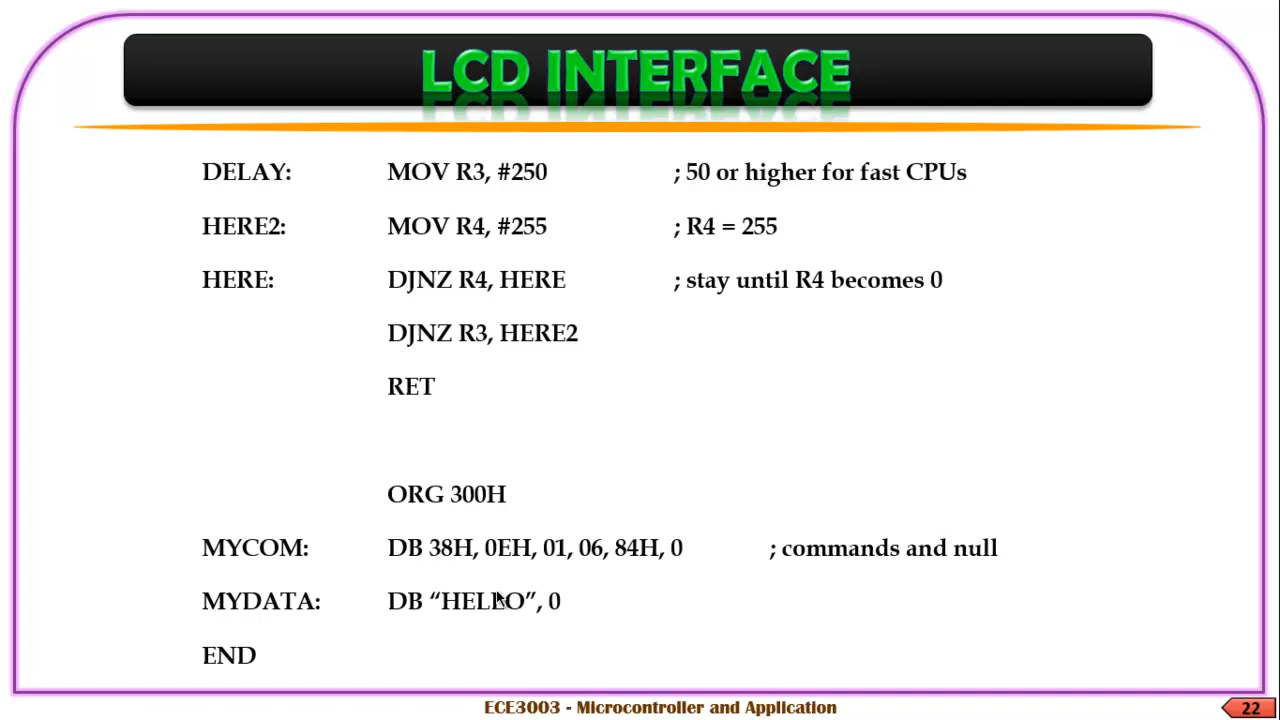 LCD INTERFACE
DELAY: MOV R3, #250 ; 50 or higher for fast CPUs
HERE2: MOV R4, #255 ; R4 = 255
HERE: DJNZ R4, HERE ; stay until R4 becomes 0
DJNZ R3, HERE2
RET
ORG 300H
MYCOM: DB 38H, 0EH, 01, 06, 84H, 0 ; commands and null
MYDATA: DB “HELLO”, 0
END
ECE3003 - Microcontroller and Application
22